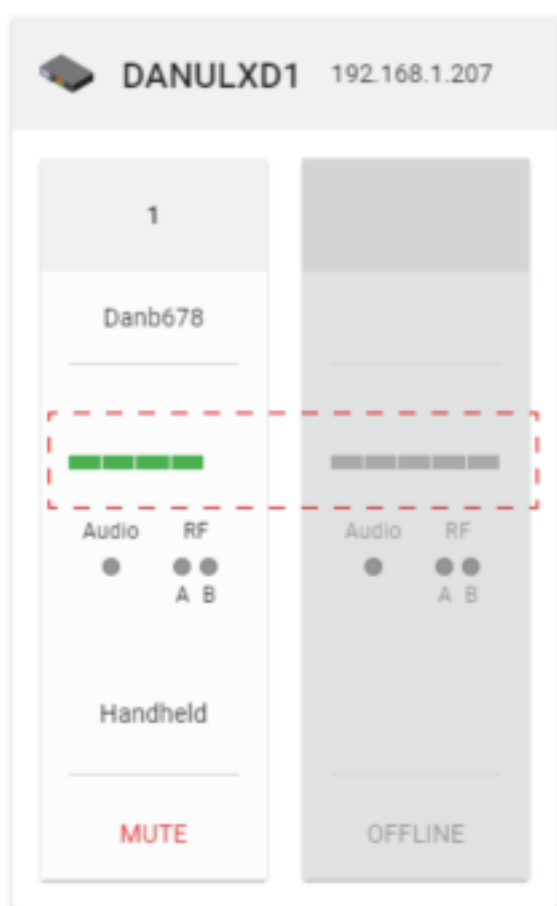 DANULXD1 192.168.1.207
1
Danb678
Audio RF
A B
Handheld
MUTE
Audio RF
A B
OFFLINE